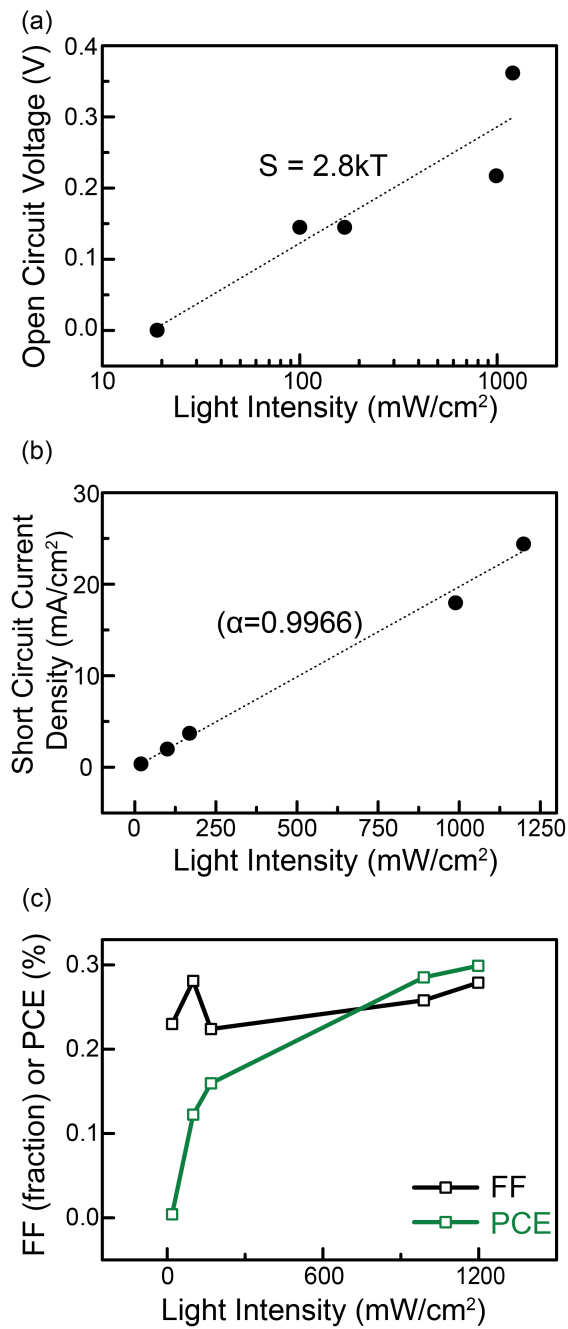 (a)
Open Circuit Voltage (V)
0.4
0.3
0.2
0.1
0.0
S = 2.8kT
10
100
1000
Light Intensity (mW/cm²)
(b)
Short Circuit Current
Density (mA/cm²)
30
20
10
0
(α=0.9966)
0
250
500
750
1000
1250
Light Intensity (mW/cm²)
(c)
FF (fraction) or PCE (%)
0.3
0.2
0.1
0.0
FF
PCE
0
600
1200
Light Intensity (mW/cm²)